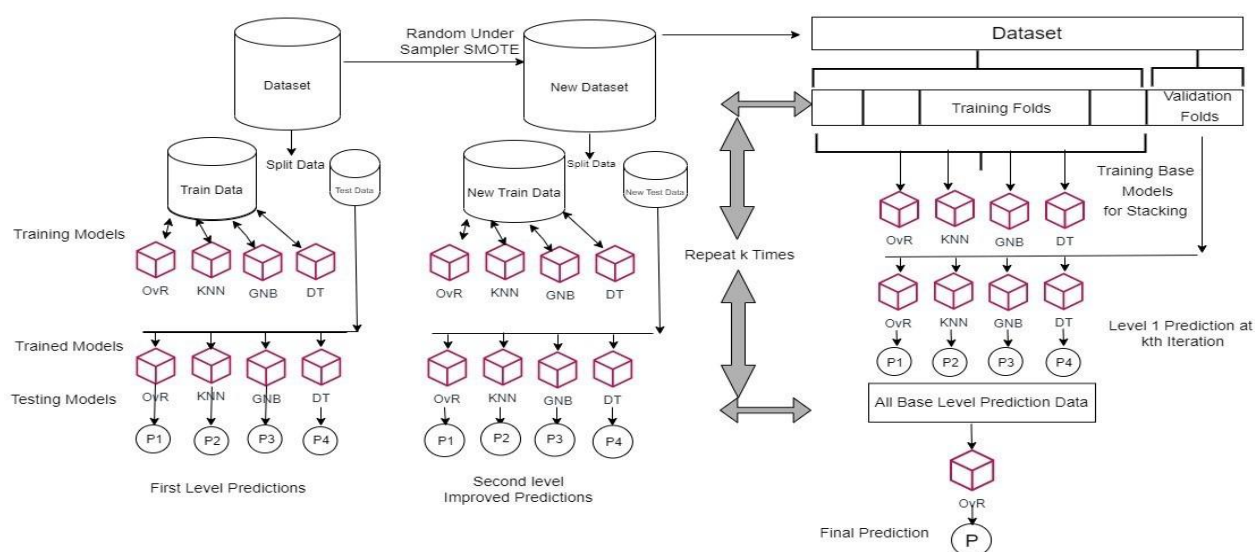 Random Under
Sampler SMOTE
Dataset
New Dataset
Split Data
Train Data
Test Data
Training Models
OvR
KNN
GNB
DT
Trained Models
Testing Models
OvR
KNN
GNB
DT
P1
P2
P3
P4
First Level Predictions
Split Data
New Train Data
New Test Data
OvR
KNN
GNB
DT
OvR
KNN
GNB
DT
P1
P2
P3
P4
Second level
Improved Predictions
Repeat k Times
Dataset
Training Folds
Validation
Folds
Training Base
Models
for Stacking
OvR
KNN
GNB
DT
OvR
KNN
GNB
DT
Level 1 Prediction at
kth Iteration
P1
P2
P3
P4
All Base Level Prediction Data
OvR
Final Prediction
P